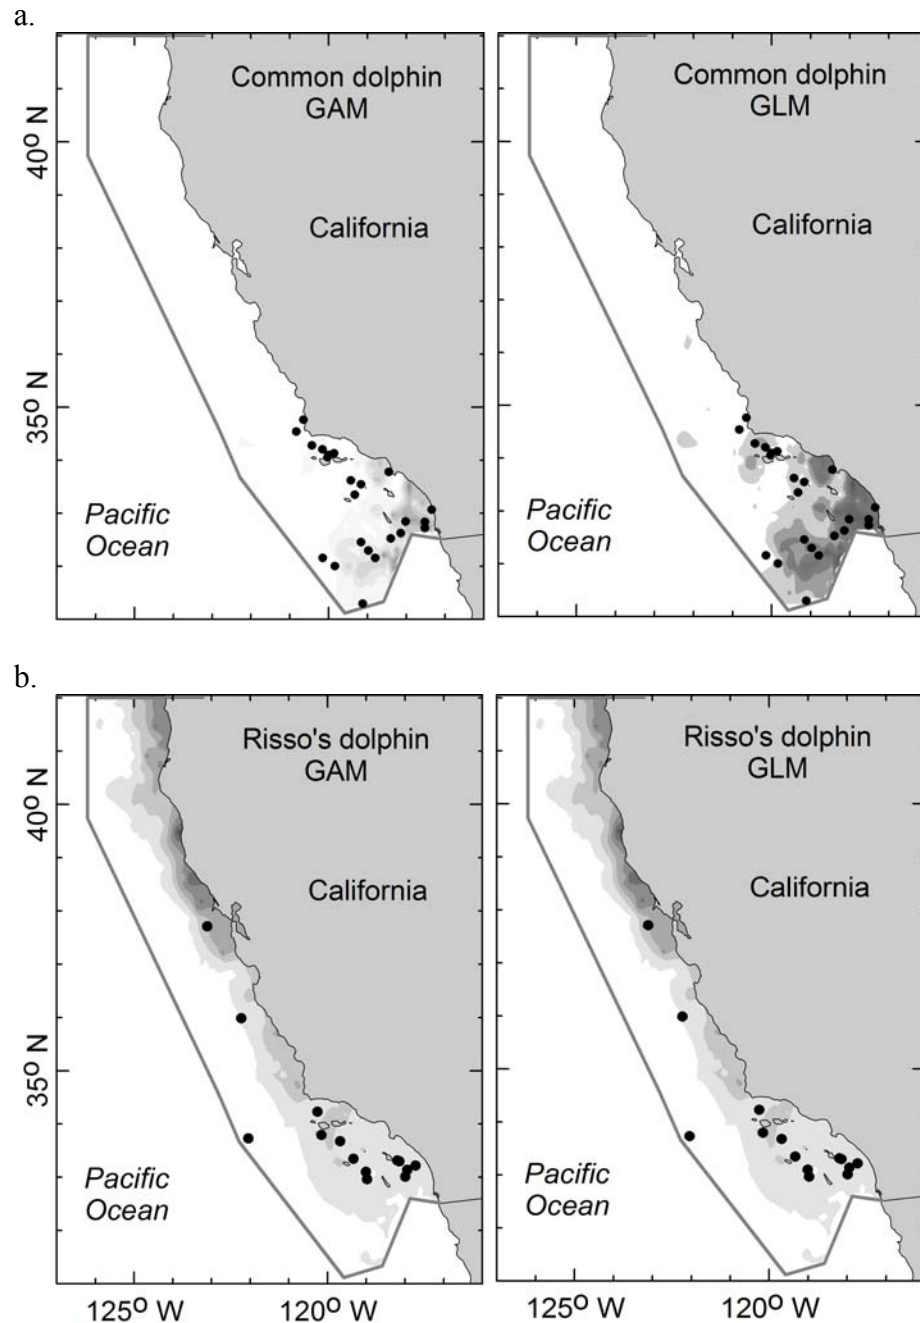 a.
Common dolphin
GAM
California
40° N
35° N
Pacific
Ocean
Common dolphin
GLM
California
Pacific
Ocean
120° W
b.
Risso's dolphin
GAM
California
40° N
35° N
Pacific
Ocean
125° W
120° W
Risso's dolphin
GLM
California
Pacific
Ocean
125° W
120° W